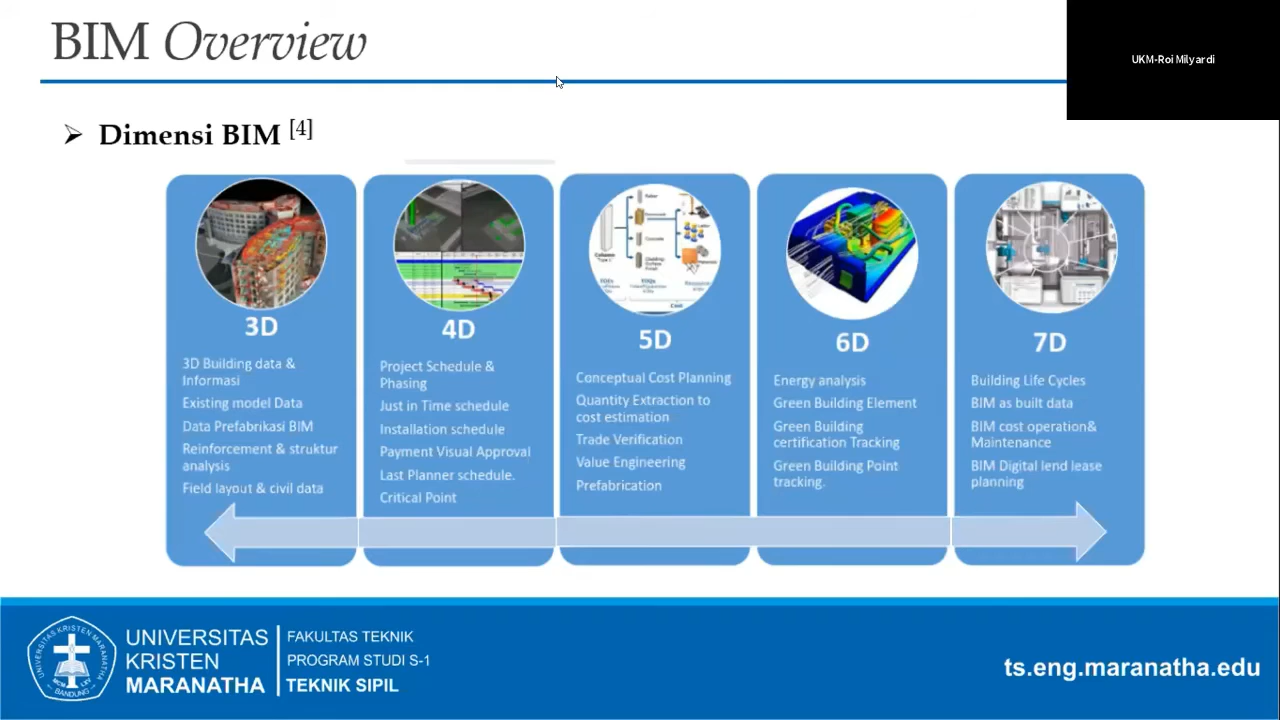 BIM Overview
UKM-Roi Milyardi
Dimensi BIM [4]
3D
3D Building data &
Informasi
Existing model Data
Data Prefabrikasi BIM
Reinforcement & struktur
analysis
Field layout & civil data
4D
Project Schedule &
Phasing
Just in Time schedule
Installation schedule
Payment Visual Approval
Last Planner schedule.
Critical Point
5D
Conceptual Cost Planning
Quantity Extraction to
cost estimation
Trade Verification
Value Engineering
Prefabrication
6D
Energy analysis
Green Building Element
Green Building
certification Tracking
Green Building Point
tracking.
7D
Building Life Cycles
BIM as built data
BIM cost operation&
Maintenance
BIM Digital lend lease
planning
UNIVERSITAS KRISTEN MARANATHA
BANDUNG
UNIVERSITAS
KRISTEN
MARANATHA
FAKULTAS TEKNIK
PROGRAM STUDI S-1
TEKNIK SIPIL
ts.eng.maranatha.edu